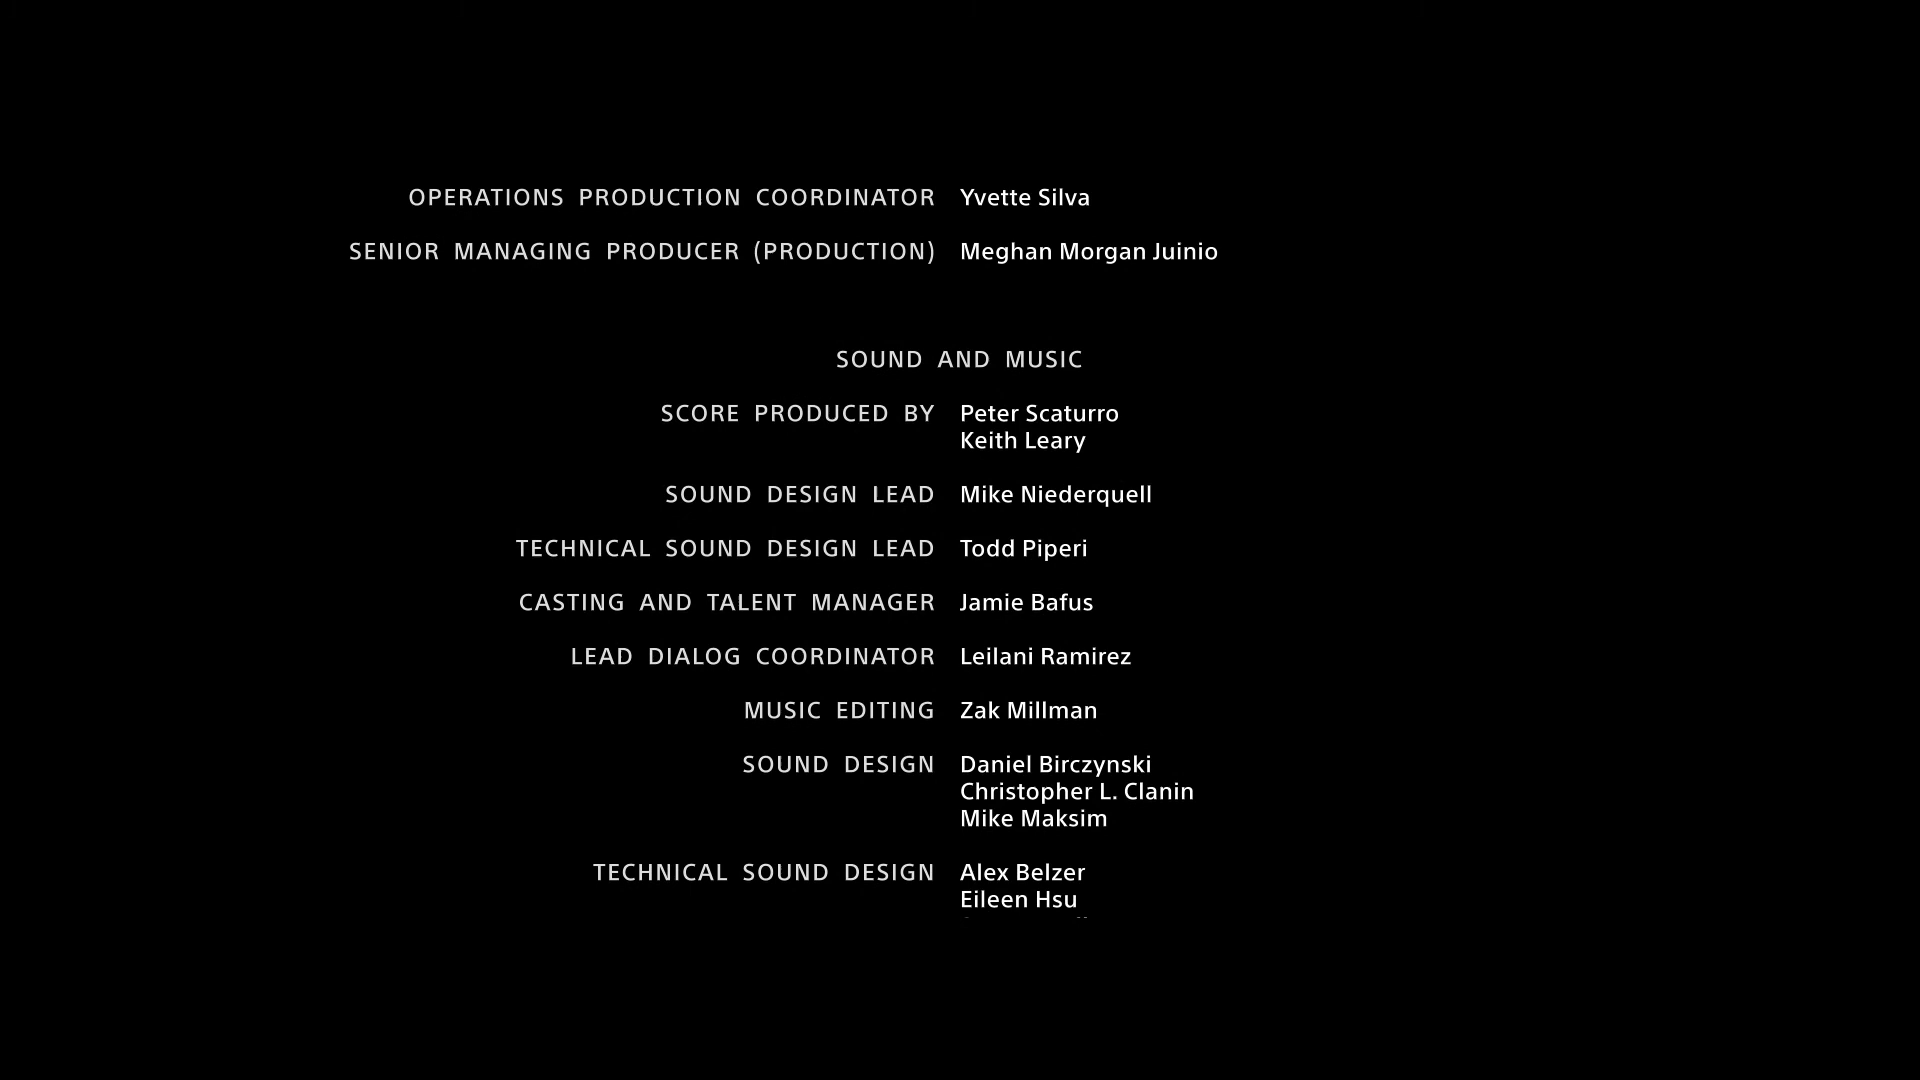 OPERATIONS PRODUCTION COORDINATOR Yvette Silva
SENIOR MANAGING PRODUCER (PRODUCTION) Meghan Morgan Juinio
SOUND AND MUSIC
SCORE PRODUCED BY Peter Scaturro
Keith Leary
SOUND DESIGN LEAD Mike Niederquell
TECHNICAL SOUND DESIGN LEAD Todd Piperi
CASTING AND TALENT MANAGER Jamie Bafus
LEAD DIALOG COORDINATOR Leilani Ramirez
MUSIC EDITING Zak Millman
SOUND DESIGN Daniel Birczynski
Christopher L. Clanin
Mike Maksim
TECHNICAL SOUND DESIGN Alex Belzer
Eileen Hsu